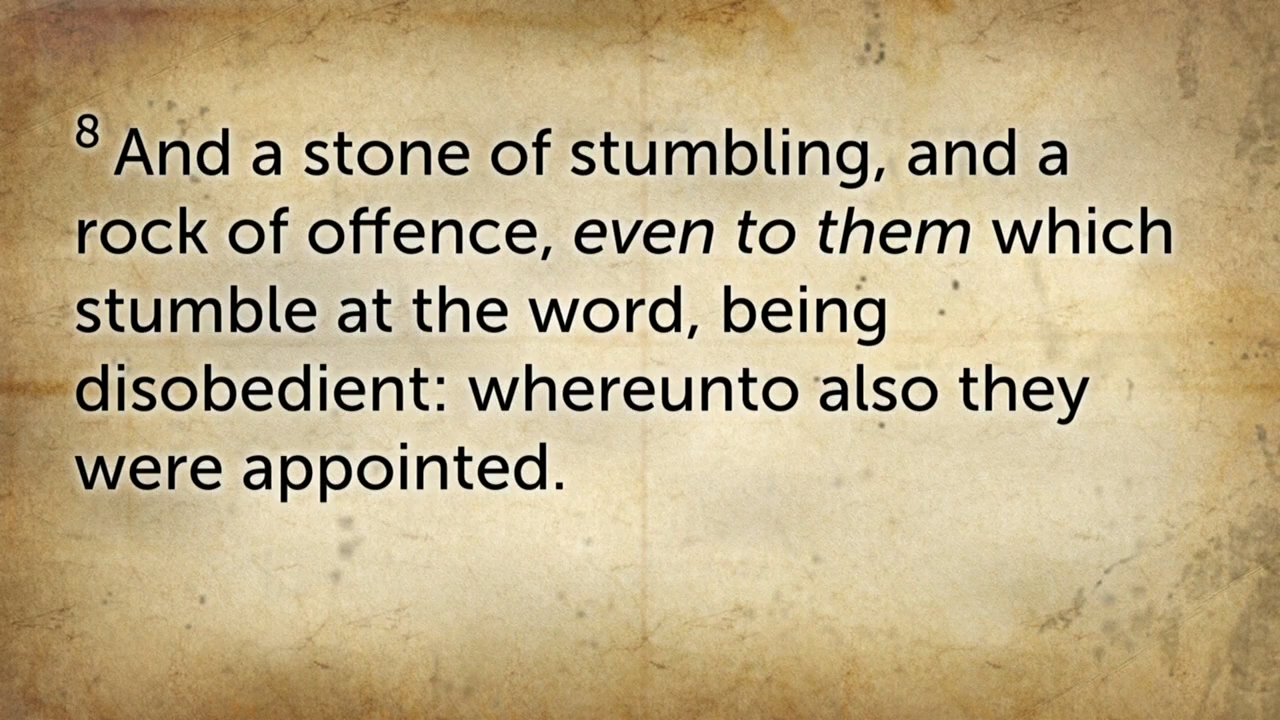 8 And a stone of stumbling, and a
rock of offence, even to them which
stumble at the word, being
disobedient: whereunto also they
were appointed.